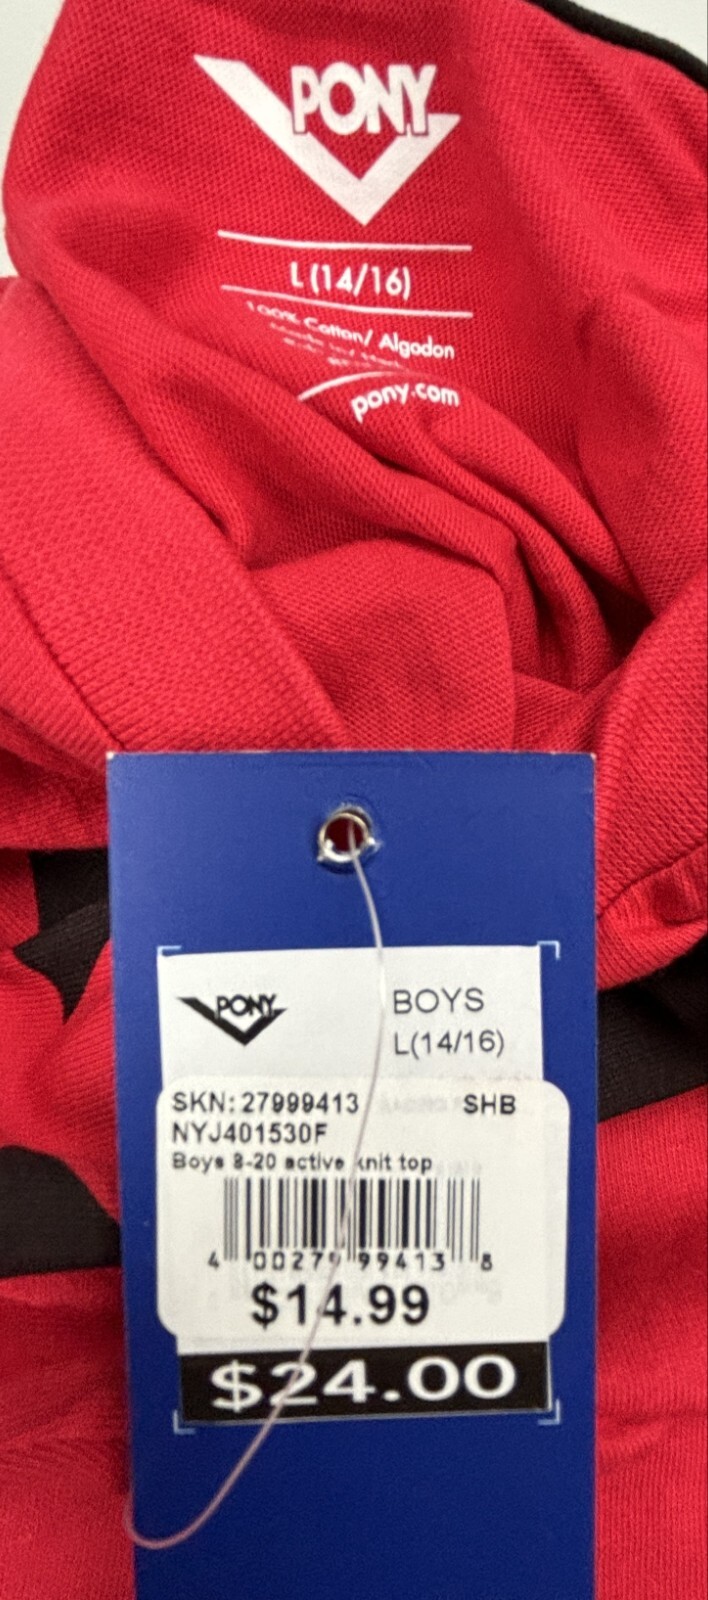 PONY
L (14/16)
100% Cotton/ Algodon
pony.com
PONY
BOYS
L(14/16)
SKN: 27999413 SHB
NYJ401530F
Boys 8-20 active knit top
4 00279 99413 8
$14.99
$24.00